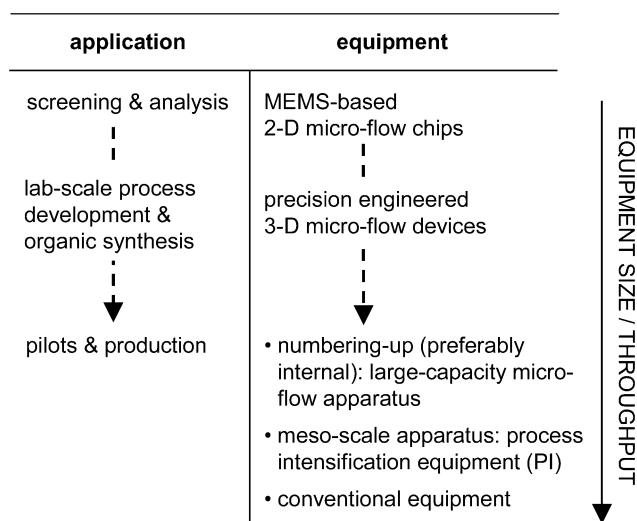 application
equipment
screening & analysis
MEMS-based
2-D micro-flow chips
lab-scale process
development &
organic synthesis
precision engineered
3-D micro-flow devices
pilots & production
• numbering-up (preferably
internal): large-capacity micro-
flow apparatus
• meso-scale apparatus: process
intensification equipment (PI)
• conventional equipment
EQUIPMENT SIZE / THROUGHPUT